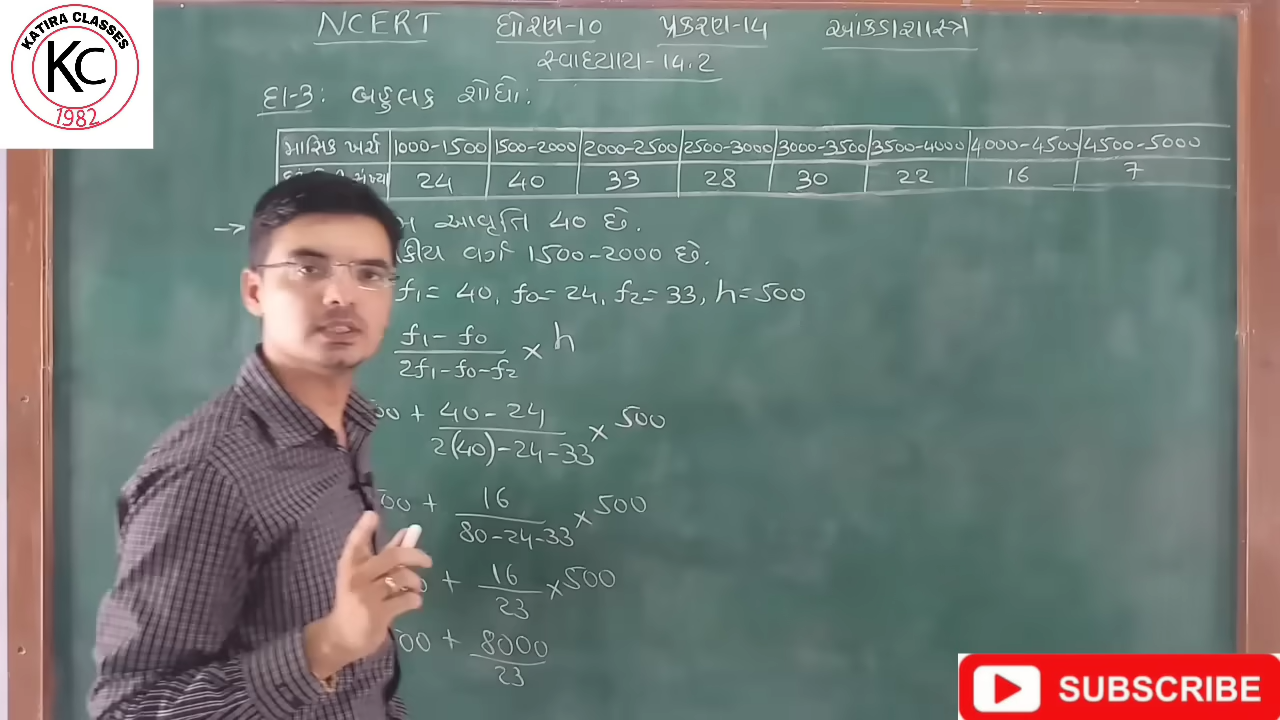 KATIRA CLASSES
KC
1982
NCERT ધોરણ-10 પ્રકરણ-14 આંકડાશાસ્ત્ર
સ્વાધ્યાય-14.2
દા-3: બહુલક શોધો:
માસિક ખર્ચ 1000-1500 1500-2000 2000-2500 2500-3000 3000-3500 3500-4000 4000-4500 4500-5000
24 40 33 28 30 22 16 7
→ આવૃત્તિ 40 છે.
વર્ગ 1500-2000 છે.
f1 = 40, f0 = 24, f2 = 33, h = 500
f1 - f0 / 2f1 - f0 - f2 × h
+ 40 - 24 / 2(40) - 24 - 33 × 500
+ 16 / 80 - 24 - 33 × 500
+ 16 / 23 × 500
+ 8000 / 23
SUBSCRIBE